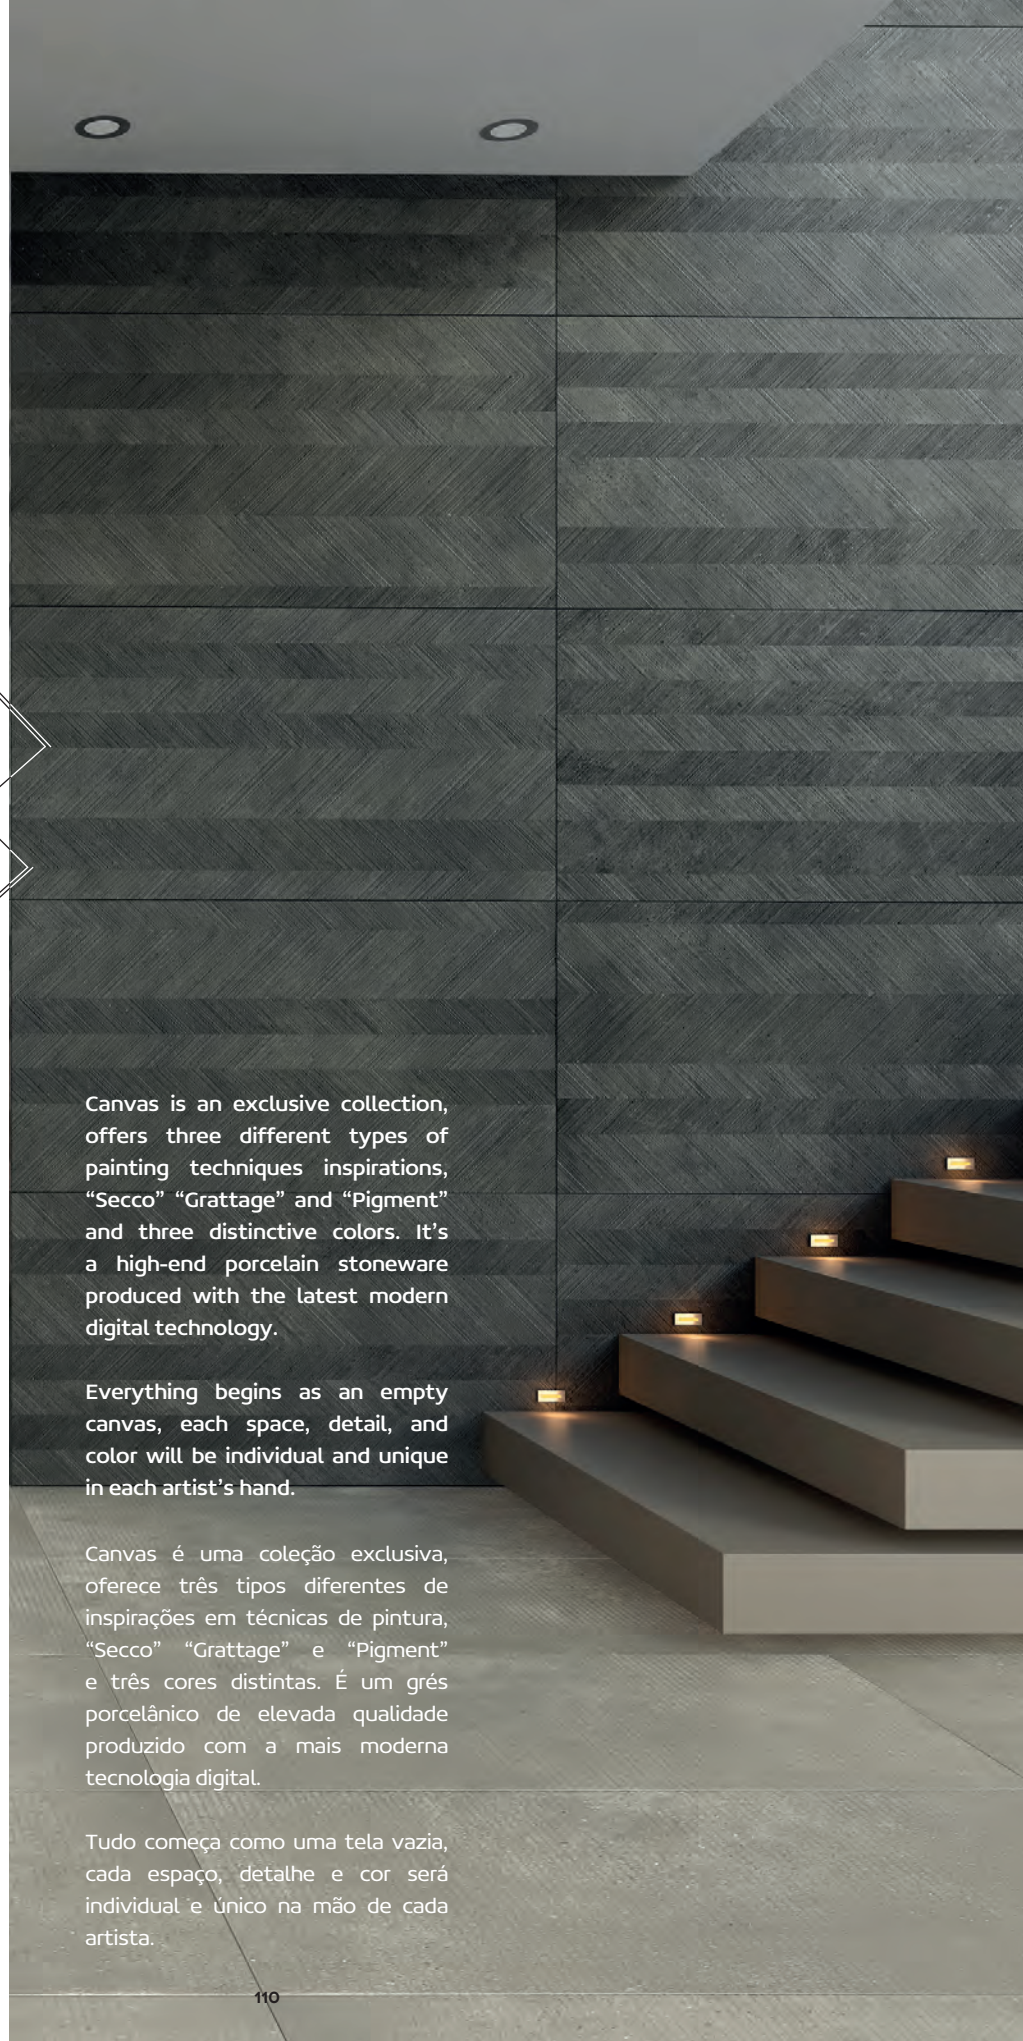 Canvas is an exclusive collection,
offers three different types of
painting techniques inspirations,
“Secco” “Grattage” and “Pigment”
and three distinctive colors. It’s
a high-end porcelain stoneware
produced with the latest modern
digital technology.
Everything begins as an empty
canvas, each space, detail, and
color will be individual and unique
in each artist’s hand.
Canvas é uma coleção exclusiva,
oferece três tipos diferentes de
inspirações em técnicas de pintura,
“Secco” “Grattage” e “Pigment”
e três cores distintas. É um grés
porcelânico de elevada qualidade
produzido com a mais moderna
tecnologia digital.
Tudo começa como uma tela vazia,
cada espaço, detalhe e cor será
individual e único na mão de cada
artista.
110